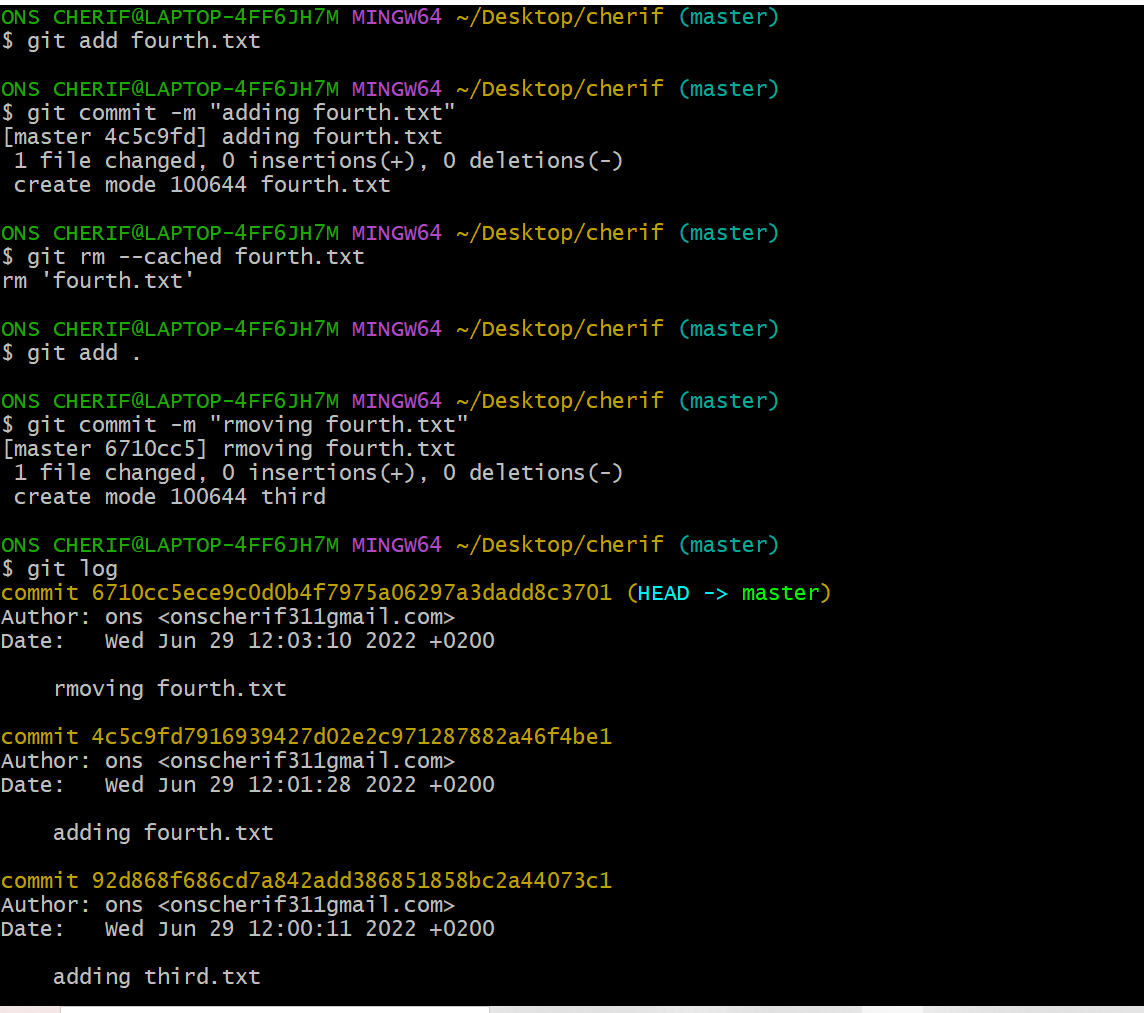 ONS CHERIF@LAPTOP-4FF6JH7M MINGW64 ~/Desktop/cherif (master)
$ git add fourth.txt
ONS CHERIF@LAPTOP-4FF6JH7M MINGW64 ~/Desktop/cherif (master)
$ git commit -m "adding fourth.txt"
[master 4c5c9fd] adding fourth.txt
 1 file changed, 0 insertions(+), 0 deletions(-)
 create mode 100644 fourth.txt
ONS CHERIF@LAPTOP-4FF6JH7M MINGW64 ~/Desktop/cherif (master)
$ git rm --cached fourth.txt
rm 'fourth.txt'
ONS CHERIF@LAPTOP-4FF6JH7M MINGW64 ~/Desktop/cherif (master)
$ git add .
ONS CHERIF@LAPTOP-4FF6JH7M MINGW64 ~/Desktop/cherif (master)
$ git commit -m "rmoving fourth.txt"
[master 6710cc5] rmoving fourth.txt
 1 file changed, 0 insertions(+), 0 deletions(-)
 create mode 100644 third
ONS CHERIF@LAPTOP-4FF6JH7M MINGW64 ~/Desktop/cherif (master)
$ git log
commit 6710cc5ece9c0d0b4f7975a06297a3dadd8c3701 (HEAD -> master)
Author: ons <onscherif311gmail.com>
Date:   Wed Jun 29 12:03:10 2022 +0200
    rmoving fourth.txt
commit 4c5c9fd7916939427d02e2c971287882a46f4be1
Author: ons <onscherif311gmail.com>
Date:   Wed Jun 29 12:01:28 2022 +0200
    adding fourth.txt
commit 92d868f686cd7a842add386851858bc2a44073c1
Author: ons <onscherif311gmail.com>
Date:   Wed Jun 29 12:00:11 2022 +0200
    adding third.txt